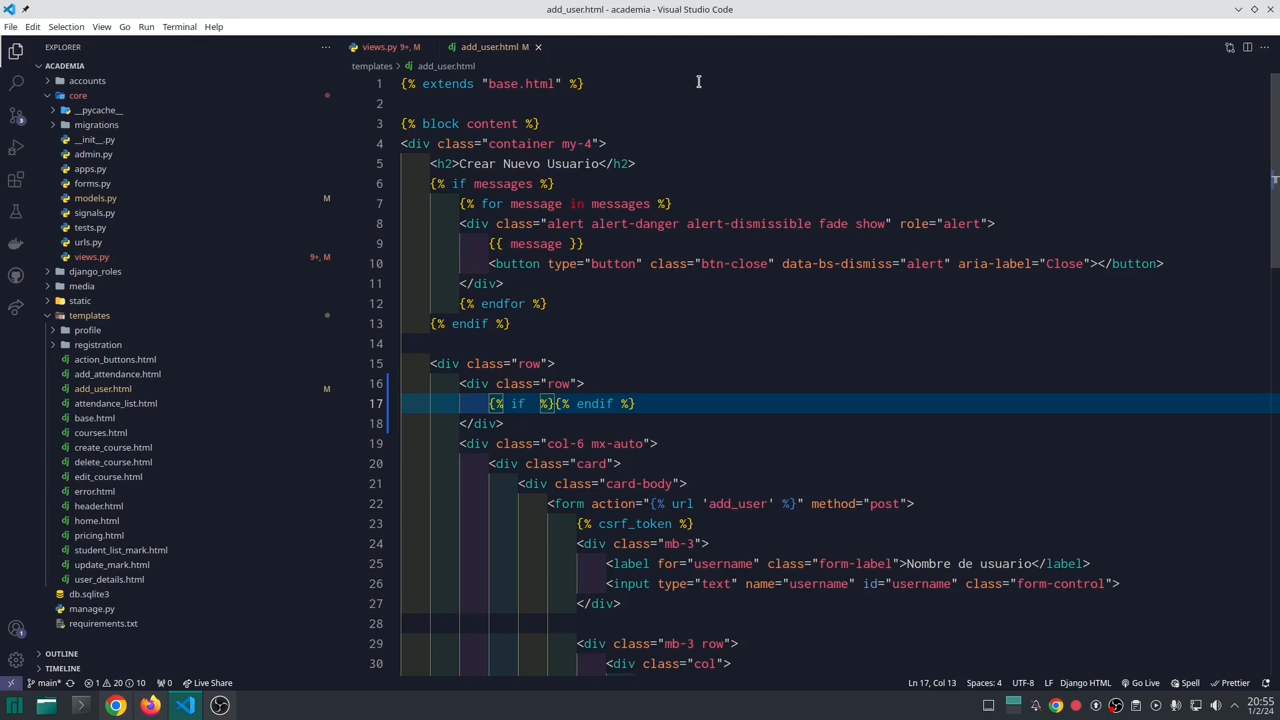 add_user.html - academia - Visual Studio Code
File Edit Selection View Go Run Terminal Help
EXPLORER
ACADEMIA
accounts
core
__pycache__
migrations
__init__.py
admin.py
apps.py
forms.py
models.py M
signals.py
tests.py
urls.py
views.py 9+, M
django_roles
media
static
templates
profile
registration
action_buttons.html
add_attendance.html
add_user.html M
attendance_list.html
base.html
courses.html
create_course.html
delete_course.html
edit_course.html
error.html
header.html
home.html
pricing.html
student_list_mark.html
update_mark.html
user_details.html
db.sqlite3
manage.py
requirements.txt
OUTLINE
TIMELINE
3
1
views.py 9+, M add_user.html M
templates > add_user.html
1 {% extends "base.html" %}
2
3 {% block content %}
4 <div class="container my-4">
5 <h2>Crear Nuevo Usuario</h2>
6 {% if messages %}
7 {% for message in messages %}
8 <div class="alert alert-danger alert-dismissible fade show" role="alert">
9 {{ message }}
10 <button type="button" class="btn-close" data-bs-dismiss="alert" aria-label="Close"></button>
11 </div>
12 {% endfor %}
13 {% endif %}
14
15 <div class="row">
16 <div class="row">
17 {% if  %}{% endif %}
18 </div>
19 <div class="col-6 mx-auto">
20 <div class="card">
21 <div class="card-body">
22 <form action="{% url 'add_user' %}" method="post">
23 {% csrf_token %}
24 <div class="mb-3">
25 <label for="username" class="form-label">Nombre de usuario</label>
26 <input type="text" name="username" id="username" class="form-control">
27 </div>
28
29 <div class="mb-3 row">
30 <div class="col">
main* 1 20 10 0 Live Share Ln 17, Col 13 Spaces: 4 UTF-8 LF Django HTML Go Live Spell Prettier
20:55
1/2/24